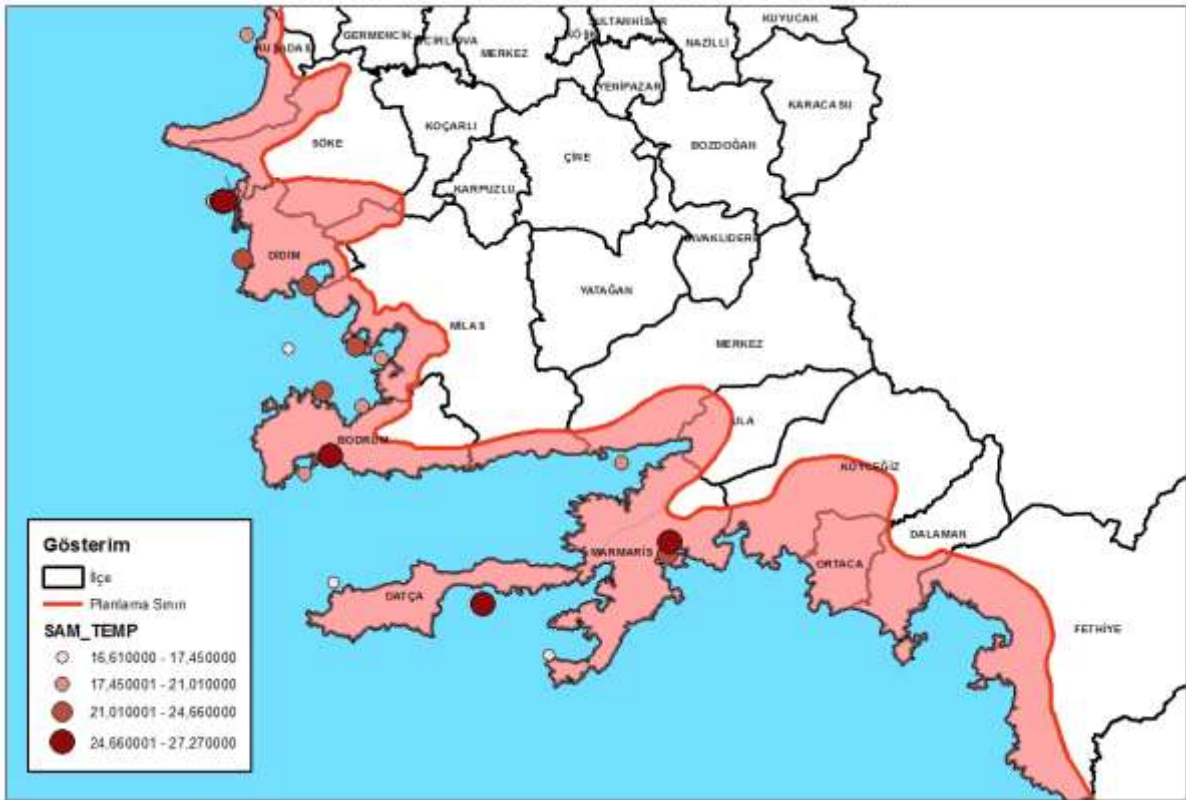 KUYUCAK
SULTANHİSAR
GERMENCİK
MERKEZ
NAZİLLİ
YENİPAZAR
KARACASU
KOÇARLI
SÖKE
BOZDOĞAN
ÇİNE
KARPUZLU
DİDİM
YATAĞAN
MİLAS
MERKEZ
ULA
BODRUM
KÖYCEĞİZ
DALAMAN
MARMARİS
ORTACA
DATÇA
FETHİYE
Gösterim
İlçe
Planlama Sınırı
SAM_TEMP
16,610000 - 17,450000
17,450001 - 21,010000
21,010001 - 24,660000
24,660001 - 27,270000